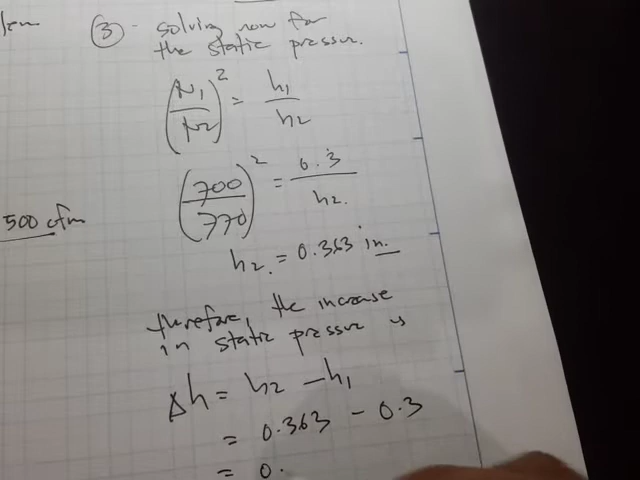 ③ - solving now for
the static pressure.
(N1/N2)² = h1/h2
(700/770)² = 0.3/h2.
500 cfm
h2. = 0.363 in.
therefore, the increase
in static pressure is
Δh = h2 - h1
= 0.363 - 0.3
= 0.